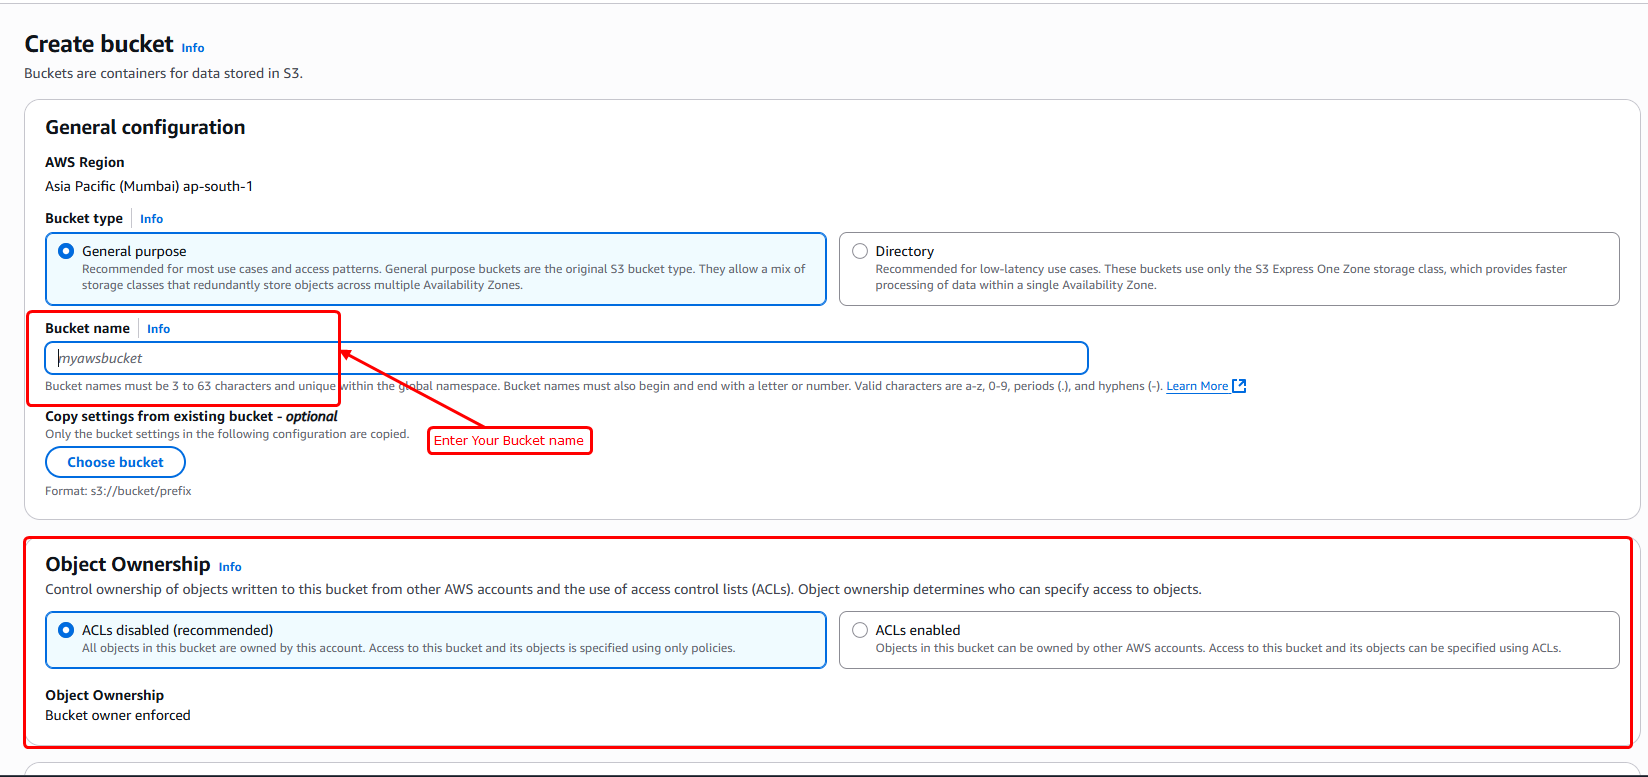 Create bucket Info
Buckets are containers for data stored in S3.
General configuration
AWS Region
Asia Pacific (Mumbai) ap-south-1
Bucket type Info
General purpose
Recommended for most use cases and access patterns. General purpose buckets are the original S3 bucket type. They allow a mix of
storage classes that redundantly store objects across multiple Availability Zones.
Directory
Recommended for low-latency use cases. These buckets use only the S3 Express One Zone storage class, which provides faster
processing of data within a single Availability Zone.
Bucket name Info
myawsbucket
Bucket names must be 3 to 63 characters and unique within the global namespace. Bucket names must also begin and end with a letter or number. Valid characters are a-z, 0-9, periods (.), and hyphens (-). Learn More
Copy settings from existing bucket - optional
Only the bucket settings in the following configuration are copied.
Enter Your Bucket name
Choose bucket
Format: s3://bucket/prefix
Object Ownership Info
Control ownership of objects written to this bucket from other AWS accounts and the use of access control lists (ACLs). Object ownership determines who can specify access to objects.
ACLs disabled (recommended)
All objects in this bucket are owned by this account. Access to this bucket and its objects is specified using only policies.
ACLs enabled
Objects in this bucket can be owned by other AWS accounts. Access to this bucket and its objects can be specified using ACLs.
Object Ownership
Bucket owner enforced